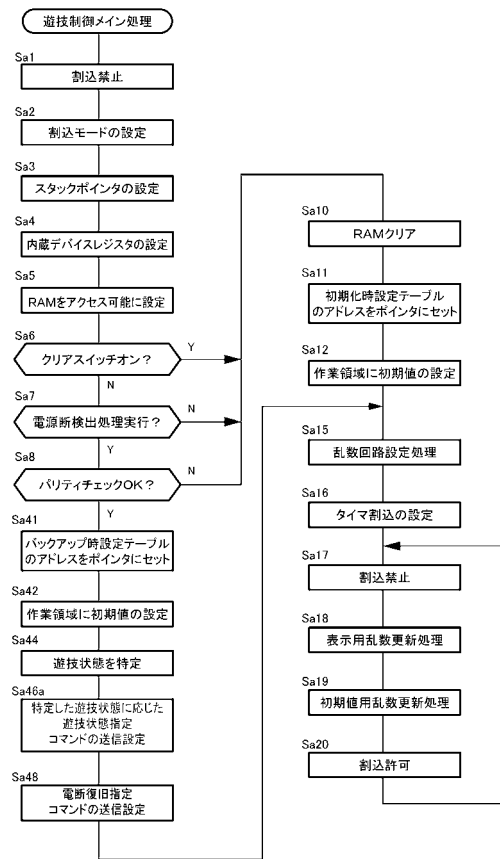 遊技制御メイン処理
Sa1
割込禁止
Sa2
割込モードの設定
Sa3
スタックポインタの設定
Sa4
内蔵デバイスレジスタの設定
Sa5
RAMをアクセス可能に設定
Sa6
クリアスイッチオン?
Y
N
Sa7
電源断検出処理実行?
N
Y
Sa8
パリティチェックOK?
N
Y
Sa41
バックアップ時設定テーブル
のアドレスをポインタにセット
Sa42
作業領域に初期値の設定
Sa44
遊技状態を特定
Sa46a
特定した遊技状態に応じた
遊技状態指定
コマンドの送信設定
Sa48
電断復旧指定
コマンドの送信設定
Sa10
RAMクリア
Sa11
初期化時設定テーブル
のアドレスをポインタにセット
Sa12
作業領域に初期値の設定
Sa15
乱数回路設定処理
Sa16
タイマ割込の設定
Sa17
割込禁止
Sa18
表示用乱数更新処理
Sa19
初期値用乱数更新処理
Sa20
割込許可